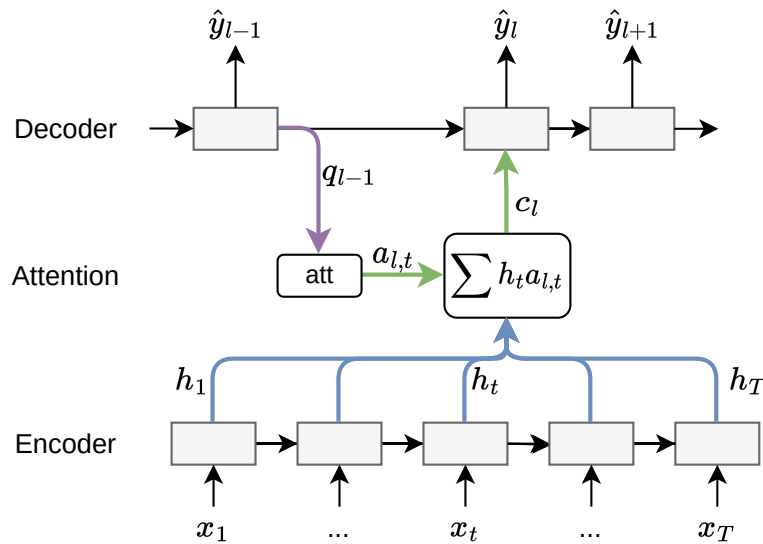 ŷ_{l−1} ŷ_l ŷ_{l+1}
Decoder
q_{l−1}
c_l
Attention
att
a_{l,t}
∑ h_t a_{l,t}
h_1 h_t h_T
Encoder
x_1 ... x_t ... x_T